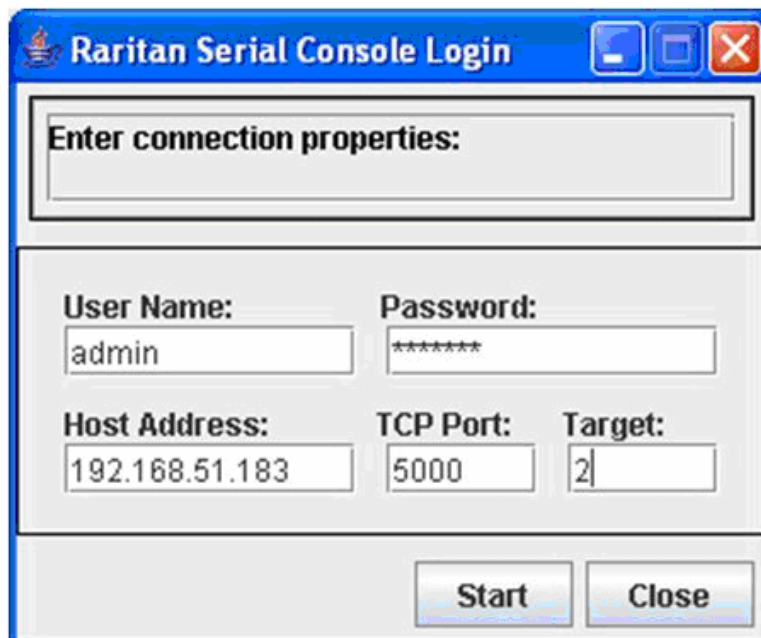 Raritan Serial Console Login
Enter connection properties:
User Name: Password:
admin *******
Host Address: TCP Port: Target:
192.168.51.183 5000 2
Start Close